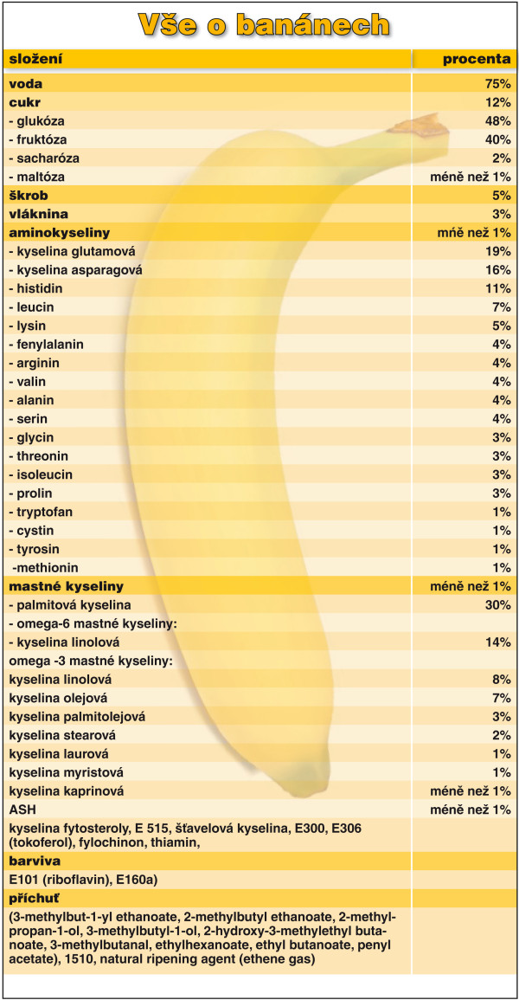 Vše o banánech
složení procenta
voda 75%
cukr 12%
- glukóza 48%
- fruktóza 40%
- sacharóza 2%
- maltóza méně než 1%
škrob 5%
vláknina 3%
aminokyseliny mńě než 1%
- kyselina glutamová 19%
- kyselina asparagová 16%
- histidin 11%
- leucin 7%
- lysin 5%
- fenylalanin 4%
- arginin 4%
- valin 4%
- alanin 4%
- serin 4%
- glycin 3%
- threonin 3%
- isoleucin 3%
- prolin 3%
- tryptofan 1%
- cystin 1%
- tyrosin 1%
-methionin 1%
mastné kyseliny méně než 1%
- palmitová kyselina 30%
- omega-6 mastné kyseliny:
- kyselina linolová 14%
omega -3 mastné kyseliny:
kyselina linolová 8%
kyselina olejová 7%
kyselina palmitolejová 3%
kyselina stearová 2%
kyselina laurová 1%
kyselina myristová 1%
kyselina kaprinová méně než 1%
ASH méně než 1%
kyselina fytosteroly, E 515, šťavelová kyselina, E300, E306
(tokoferol), fylochinon, thiamin,
barviva
E101 (riboflavin), E160a)
příchuť
(3-methylbut-1-yl ethanoate, 2-methylbutyl ethanoate, 2-methyl-
propan-1-ol, 3-methylbutyl-1-ol, 2-hydroxy-3-methylethyl buta-
noate, 3-methylbutanal, ethylhexanoate, ethyl butanoate, penyl
acetate), 1510, natural ripening agent (ethene gas)